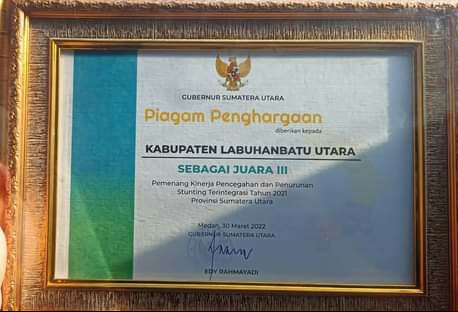 GUBERNUR SUMATERA UTARA
Piagam Penghargaan
diberikan kepada
KABUPATEN LABUHANBATU UTARA
SEBAGAI JUARA III
Pemenang Kinerja Pencegahan dan Penurunan
Stunting Terintegrasi Tahun 2021
Provinsi Sumatera Utara
Medan, 30 Maret 2022
GUBERNUR SUMATERA UTARA
EDY RAHMAYADI